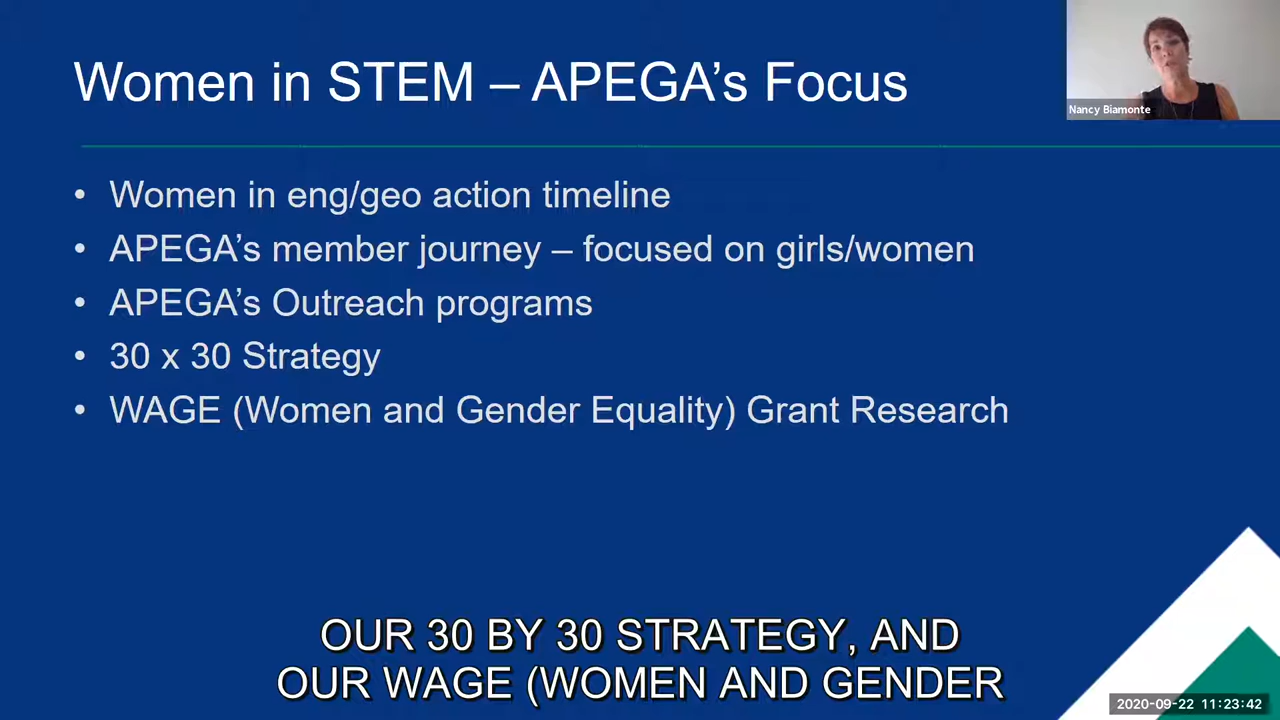 Women in STEM – APEGA's Focus
Nancy Biamonte
• Women in eng/geo action timeline
• APEGA's member journey – focused on girls/women
• APEGA's Outreach programs
• 30 x 30 Strategy
• WAGE (Women and Gender Equality) Grant Research
OUR 30 BY 30 STRATEGY, AND
OUR WAGE (WOMEN AND GENDER
2020-09-22 11:23:42